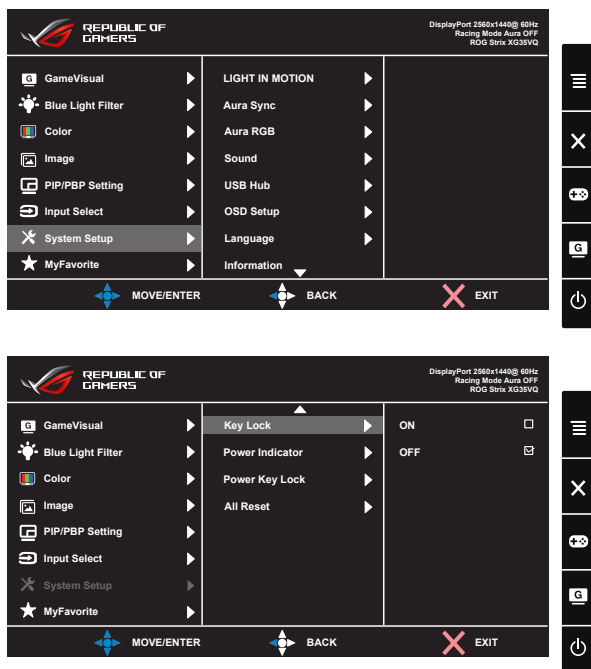 REPUBLIC OF
GAMERS
DisplayPort 2560x1440@ 60Hz
Racing Mode Aura OFF
ROG Strix XG35VQ
G GameVisual
Blue Light Filter
Color
Image
PIP/PBP Setting
Input Select
System Setup
MyFavorite
LIGHT IN MOTION
Aura Sync
Aura RGB
Sound
USB Hub
OSD Setup
Language
Information
G
MOVE/ENTER
BACK
EXIT
REPUBLIC OF
GAMERS
DisplayPort 2560x1440@ 60Hz
Racing Mode Aura OFF
ROG Strix XG35VQ
G GameVisual
Blue Light Filter
Color
Image
PIP/PBP Setting
Input Select
System Setup
MyFavorite
Key Lock
Power Indicator
Power Key Lock
All Reset
ON
OFF
G
MOVE/ENTER
BACK
EXIT